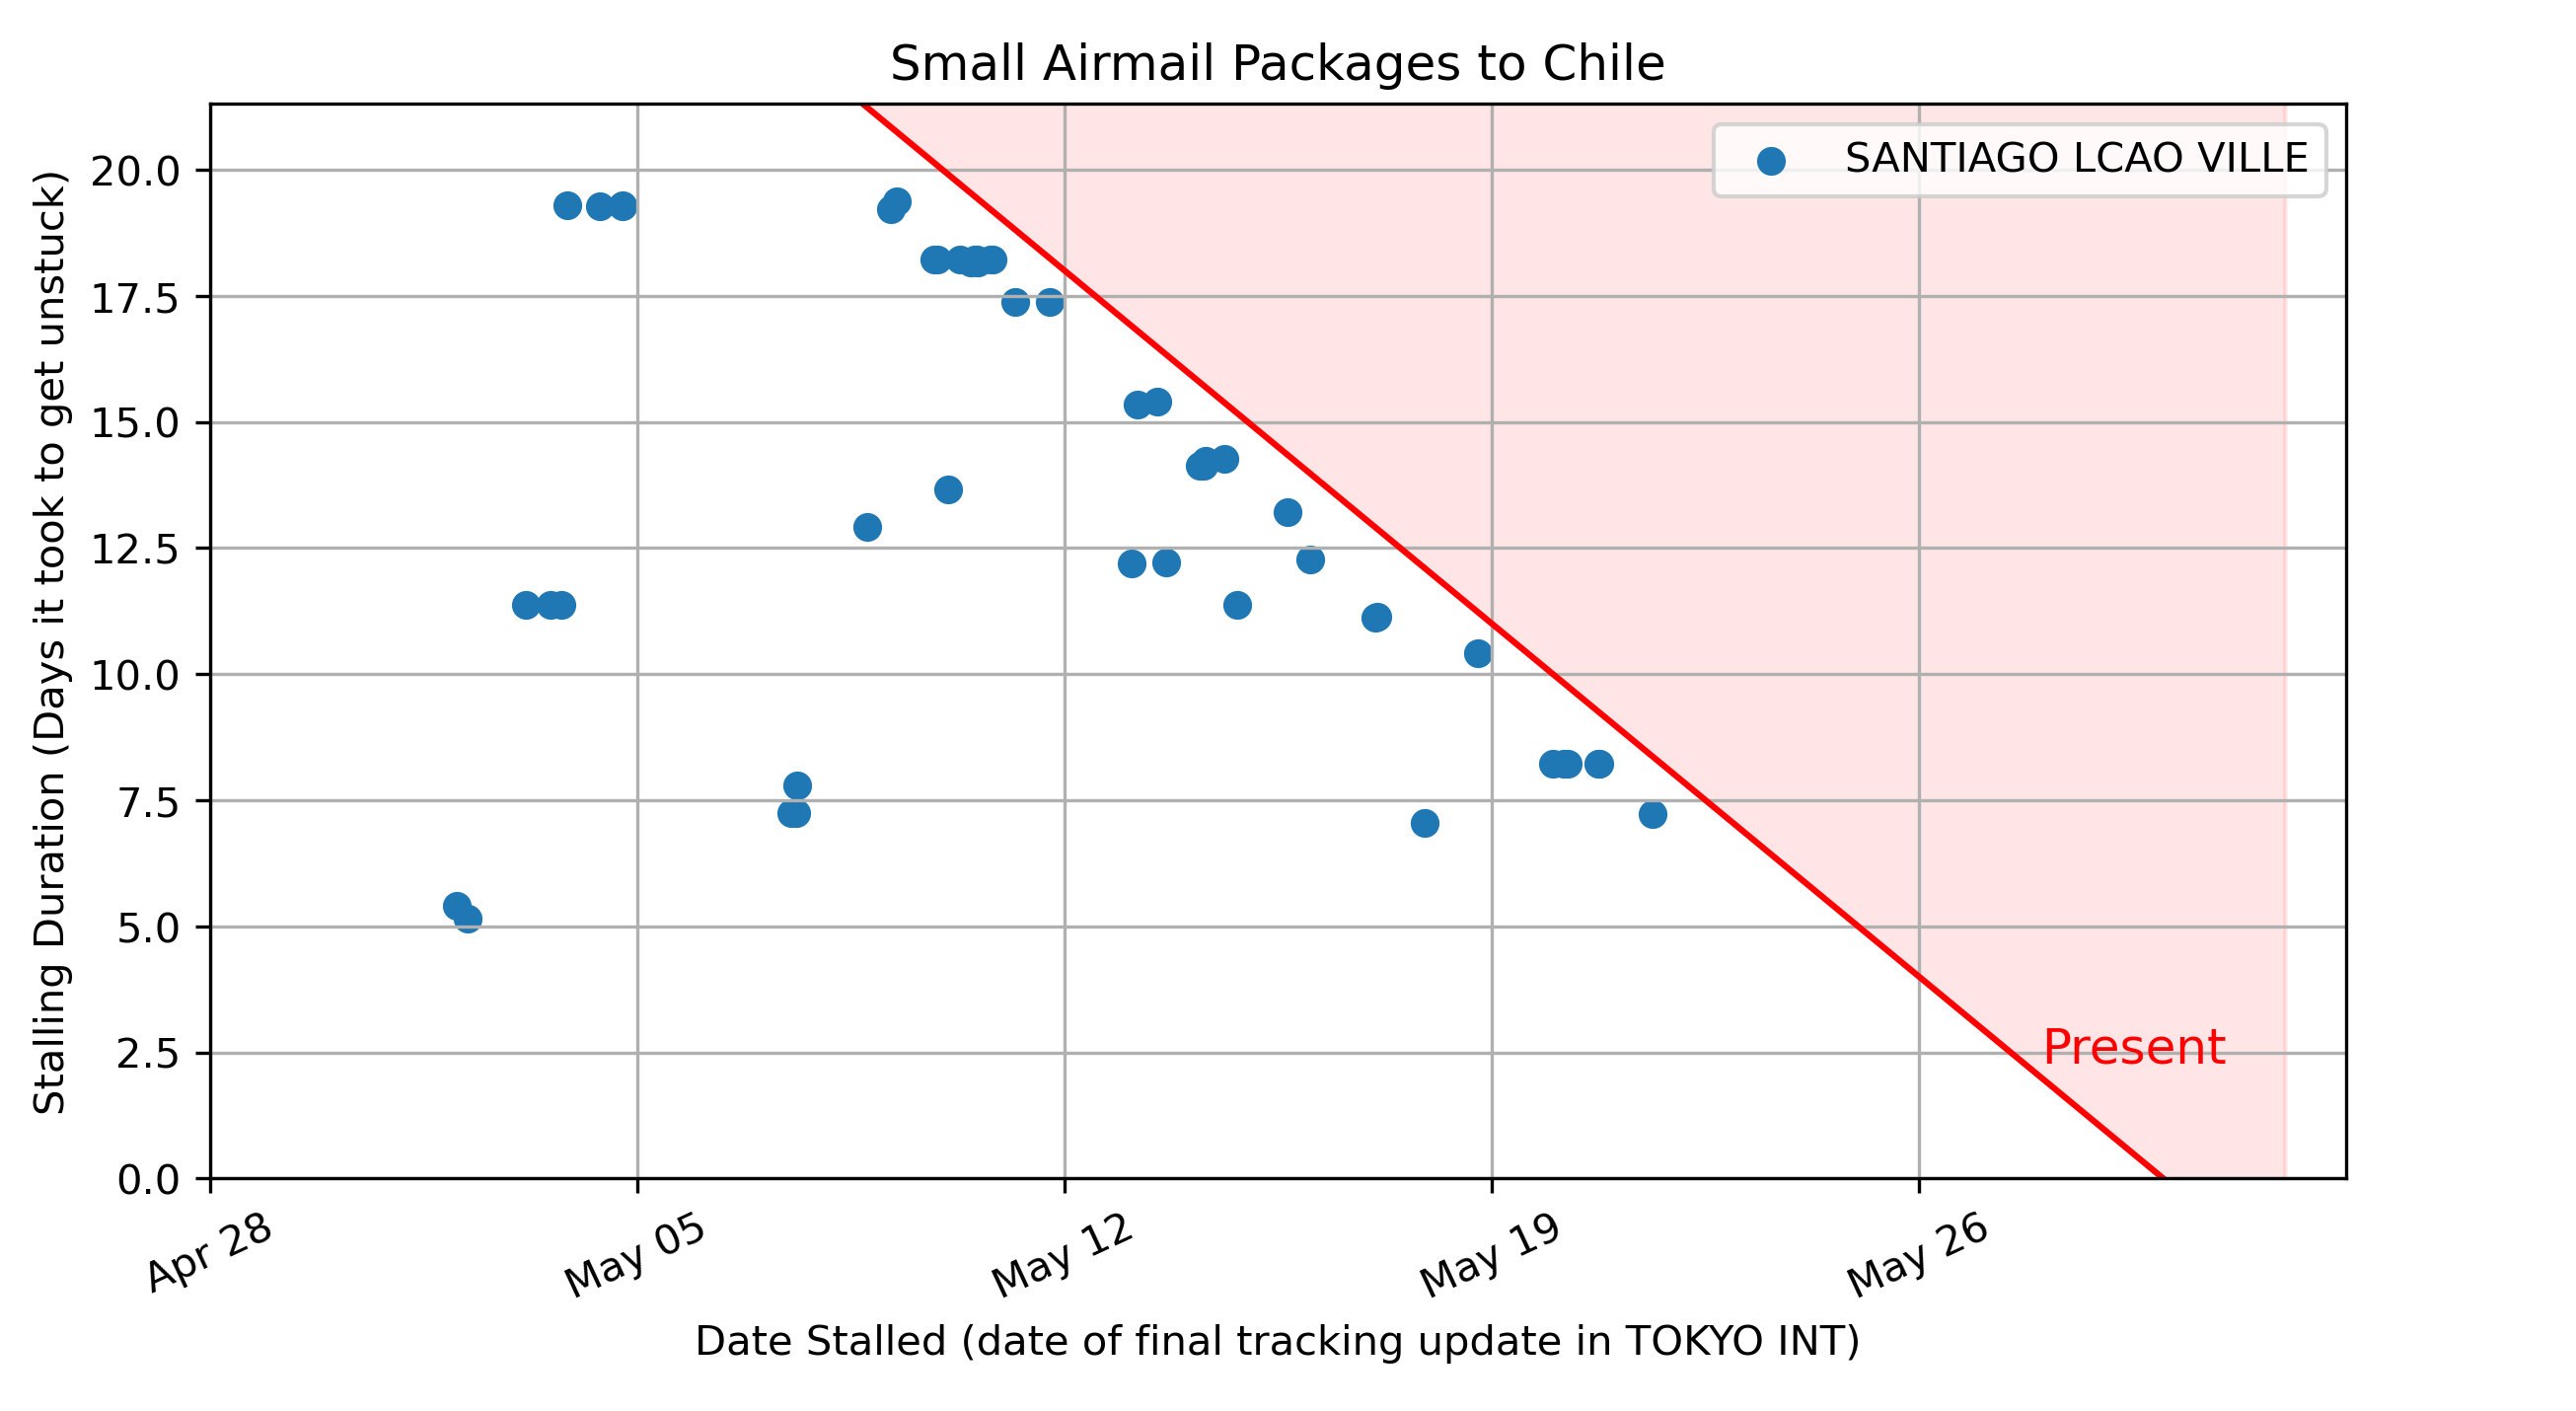 Small Airmail Packages to Chile
SANTIAGO LCAO VILLE
Stalling Duration (Days it took to get unstuck)
20.0
17.5
15.0
12.5
10.0
7.5
5.0
2.5
0.0
Present
Apr 28
May 05
May 12
May 19
May 26
Date Stalled (date of final tracking update in TOKYO INT)